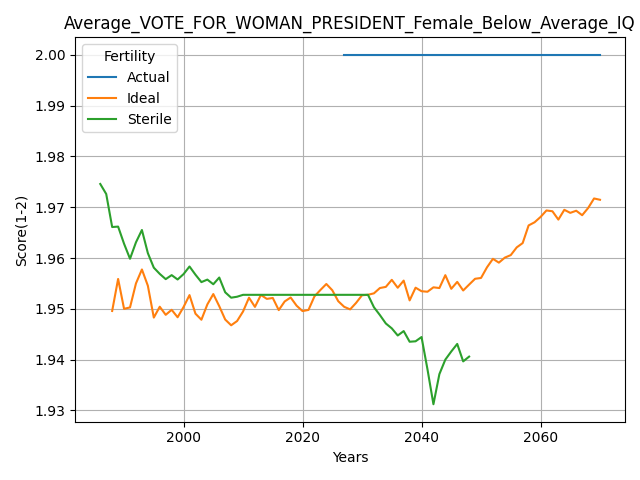 Average_VOTE_FOR_WOMAN_PRESIDENT_Female_Below_Average_IQ
Fertility
Actual
Ideal
Sterile
2.00
1.99
1.98
1.97
1.96
1.95
1.94
1.93
Score(1-2)
2000
2020
2040
2060
Years